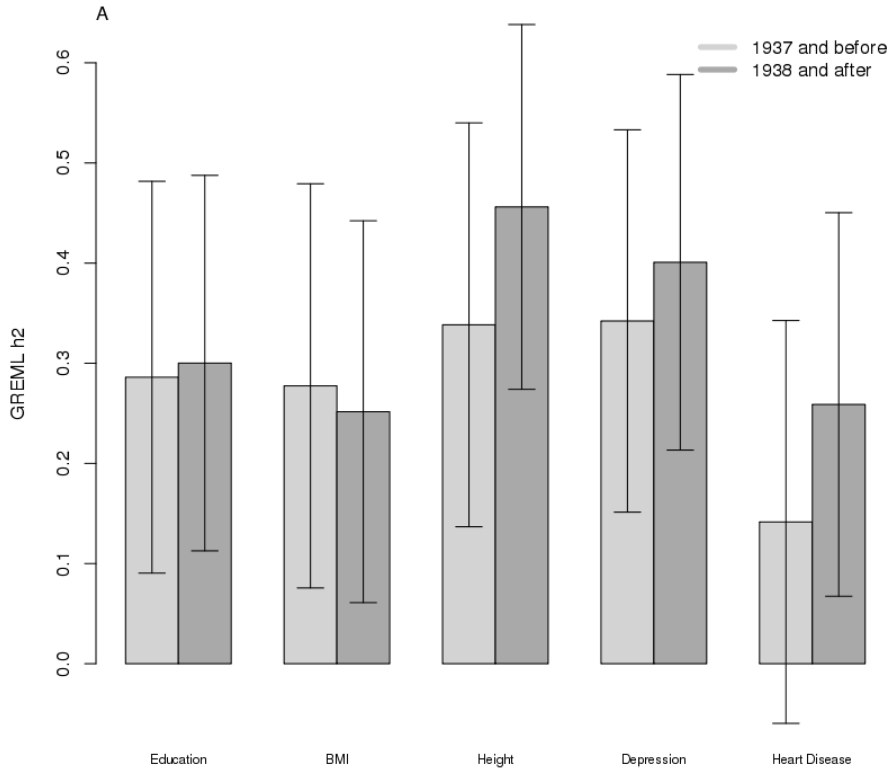 A
1937 and before
1938 and after
GREML h2
0.6
0.5
0.4
0.3
0.2
0.1
0.0
Education
BMI
Height
Depression
Heart Disease